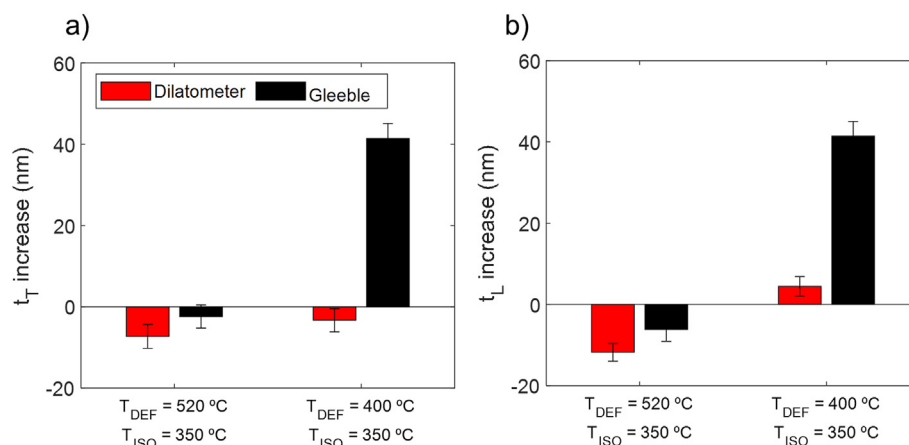 a)
60
40
20
0
-20
t_T increase (nm)
Dilatometer
Gleeble
T_DEF = 520 ºC
T_ISO = 350 ºC
T_DEF = 400 ºC
T_ISO = 350 ºC
b)
60
40
20
0
-20
t_L increase (nm)
T_DEF = 520 ºC
T_ISO = 350 ºC
T_DEF = 400 ºC
T_ISO = 350 ºC